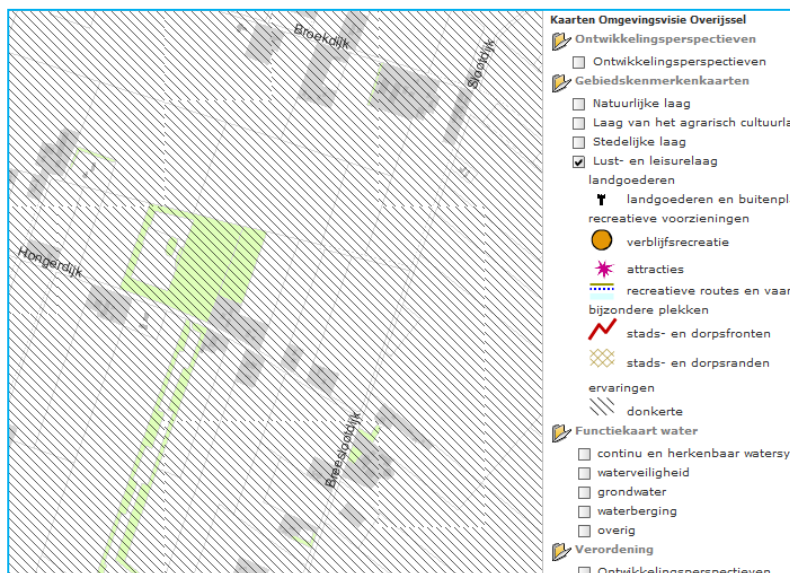 Broekdijk
Slootdijk
Hongerdijk
Breeslootdijk
Kaarten Omgevingsvisie Overijssel
Ontwikkelingsperspectieven
Ontwikkelingsperspectieven
Gebiedskenmerkenkaarten
Natuurlijke laag
Laag van het agrarisch cultuurla
Stedelijke laag
Lust- en leisurelaag
landgoederen
landgoederen en buitenpl
recreatieve voorzieningen
verblijfsrecreatie
attracties
recreatieve routes en vaar
bijzondere plekken
stads- en dorpsfronten
stads- en dorpsranden
ervaringen
donkerte
Functiekaart water
continu en herkenbaar watersy
waterveiligheid
grondwater
waterberging
overig
Verordening
Ontwikkelingsperspectieven